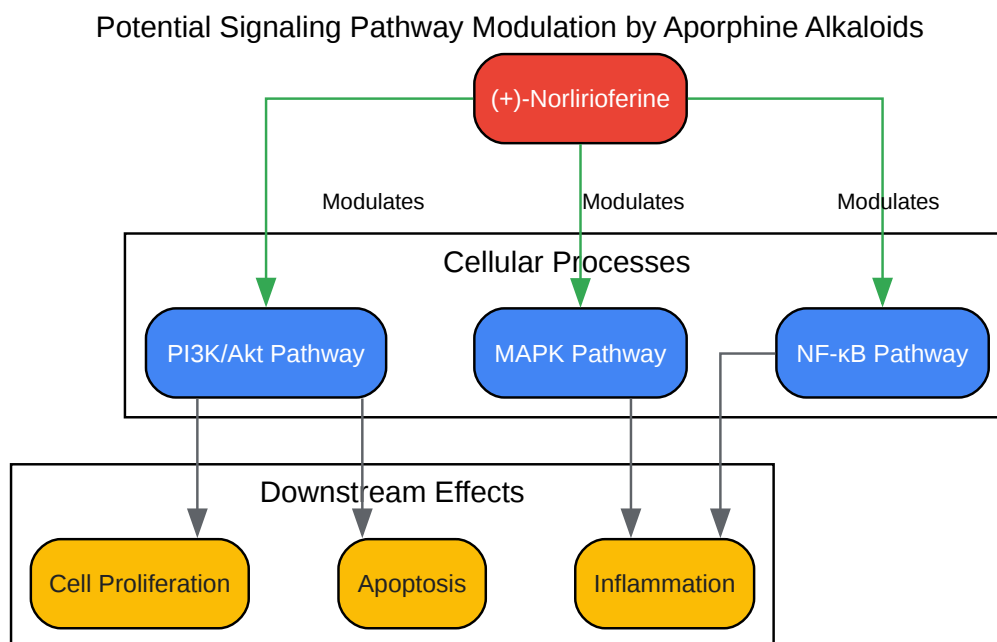 Potential Signaling Pathway Modulation by Aporphine Alkaloids
(+)-Norlirioferine
Modulates
Modulates
Modulates
Cellular Processes
PI3K/Akt Pathway
MAPK Pathway
NF-κB Pathway
Downstream Effects
Cell Proliferation
Apoptosis
Inflammation